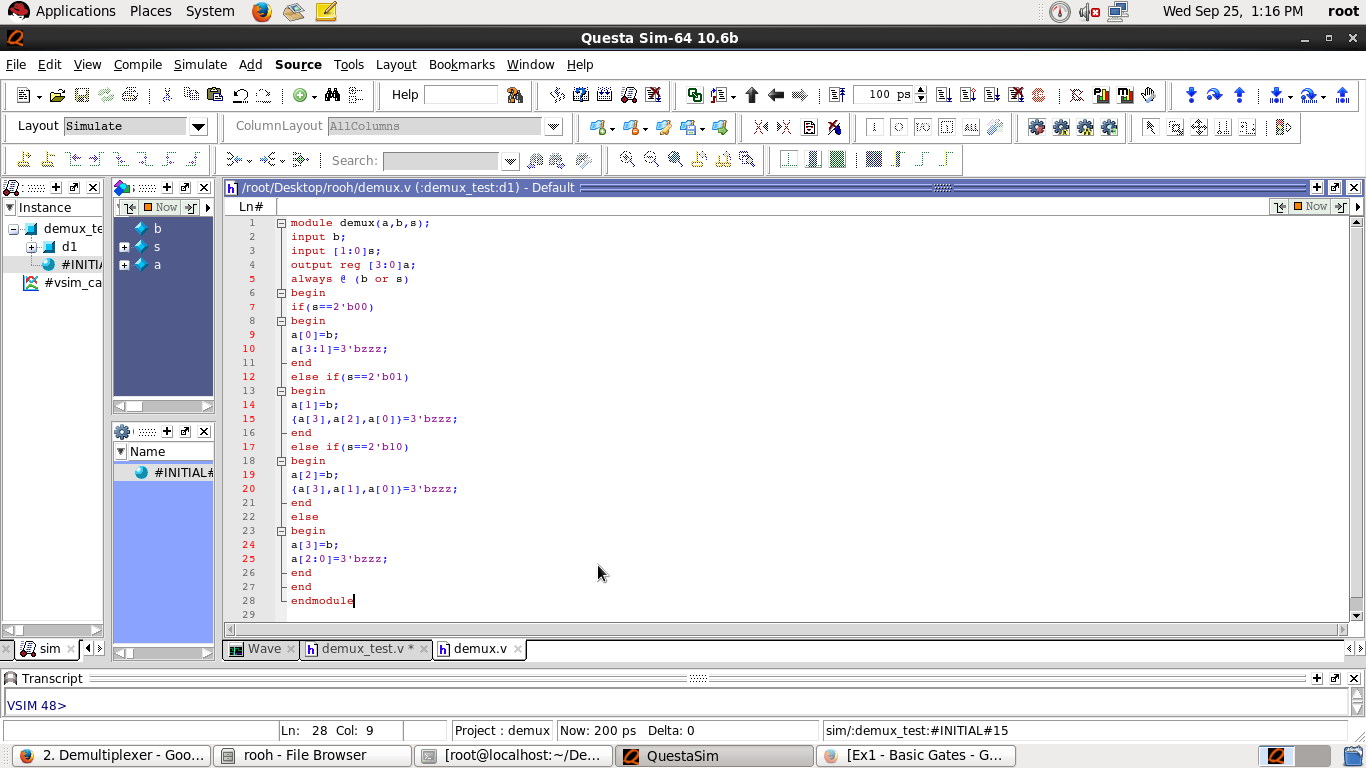 Applications Places System Wed Sep 25, 1:16 PM root
Questa Sim-64 10.6b
File Edit View Compile Simulate Add Source Tools Layout Bookmarks Window Help
Help 100 ps
Layout Simulate ColumnLayout AllColumns
Search:
/root/Desktop/rooh/demux.v (:demux_test:d1) - Default
Instance
demux_te
d1
#INITIA
#vsim_ca
Now
b
s
a
Name
#INITIAL#
Ln# Now
1 module demux(a,b,s);
2 input b;
3 input [1:0]s;
4 output reg [3:0]a;
5 always @ (b or s)
6 begin
7 if(s==2'b00)
8 begin
9 a[0]=b;
10 a[3:1]=3'bzzz;
11 end
12 else if(s==2'b01)
13 begin
14 a[1]=b;
15 {a[3],a[2],a[0]}=3'bzzz;
16 end
17 else if(s==2'b10)
18 begin
19 a[2]=b;
20 {a[3],a[1],a[0]}=3'bzzz;
21 end
22 else
23 begin
24 a[3]=b;
25 a[2:0]=3'bzzz;
26 end
27 end
28 endmodule
29
sim Wave demux_test.v * demux.v
Transcript
VSIM 48>
Ln: 28 Col: 9 Project : demux Now: 200 ps Delta: 0 sim/:demux_test:#INITIAL#15
2. Demultiplexer - Goo... rooh - File Browser [root@localhost:~/De... QuestaSim [Ex1 - Basic Gates - G...